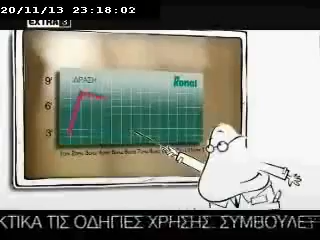 20/11/13 23:18:02
EXTRA 3
ΔΡΑΣΗ
Ronal
9'
6'
3'
ΚΤΙΚΑ ΤΙΣ ΟΔΗΓΙΕΣ ΧΡΗΣΗΣ. ΣΥΜΒΟΥΛΕΥ